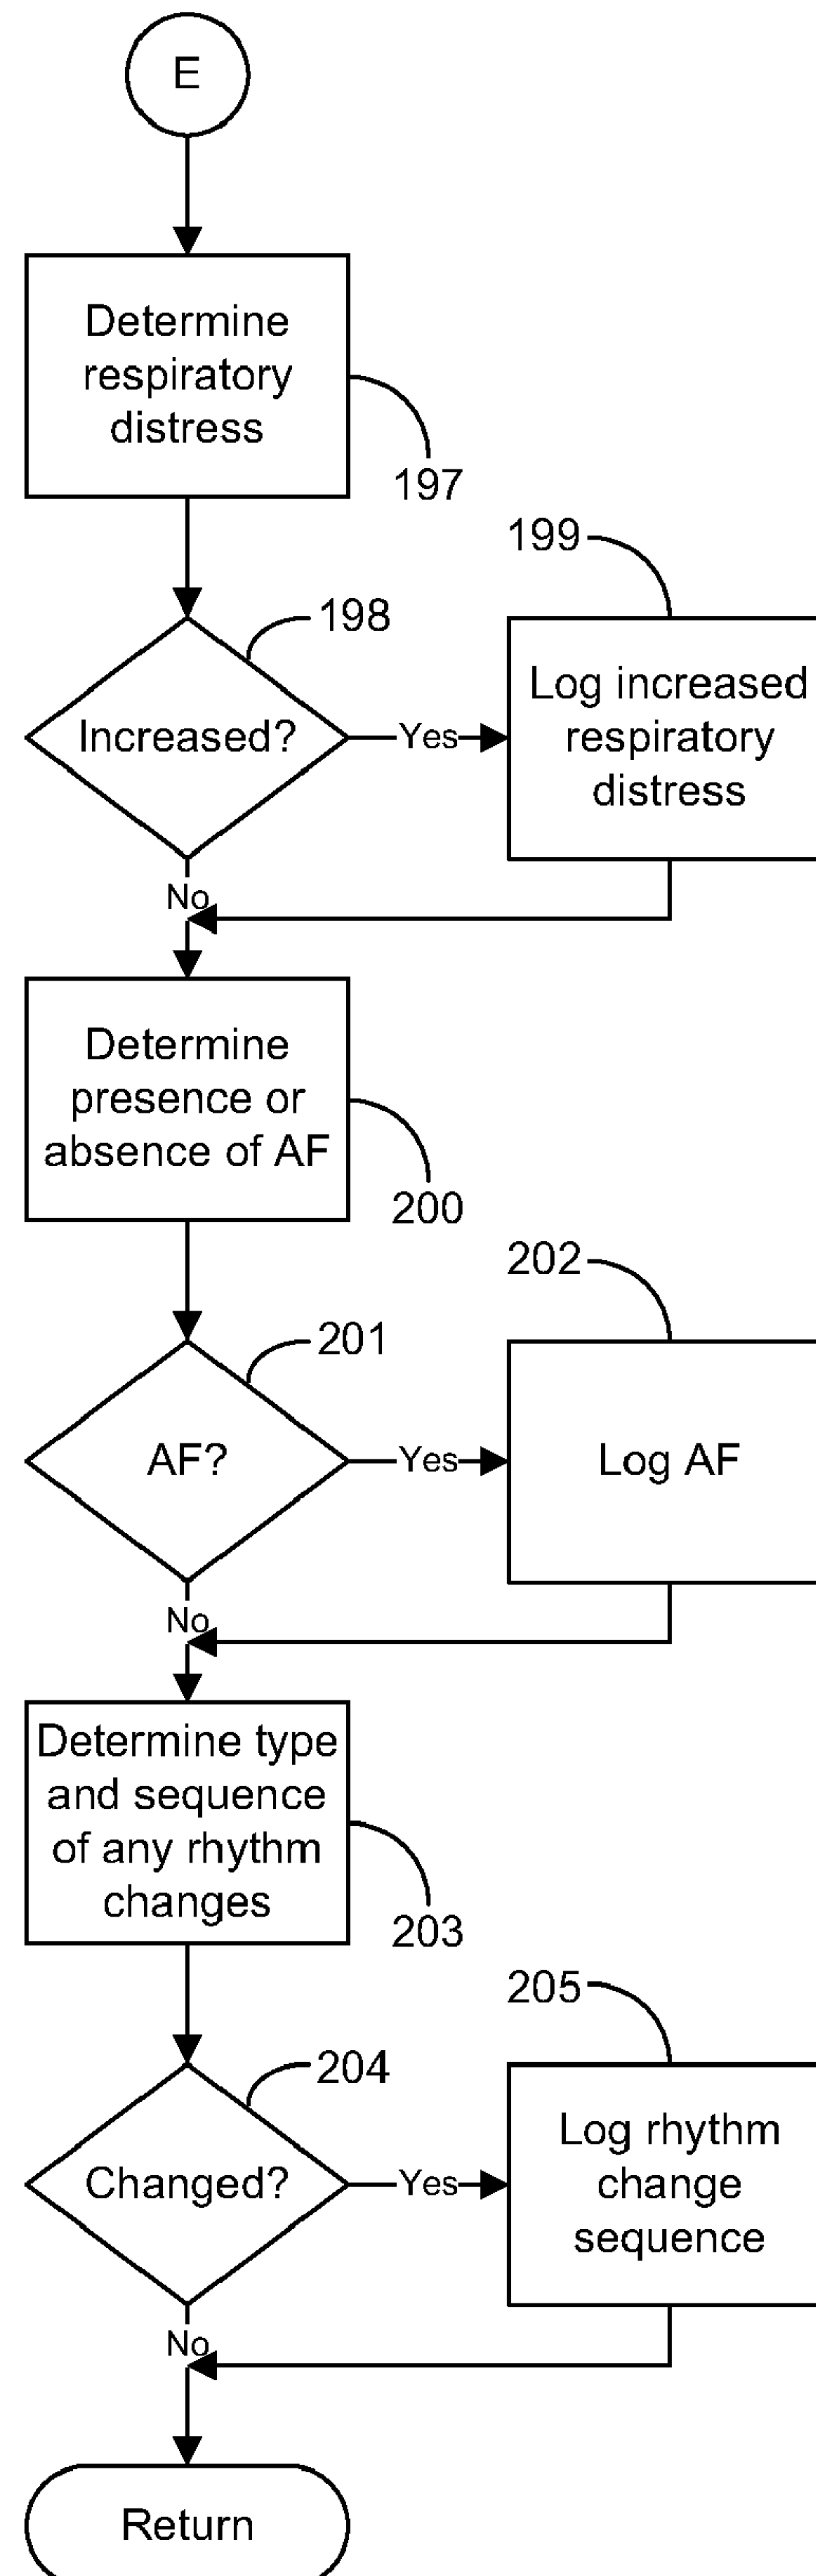 E
Determine
respiratory
distress
197
199
198
Increased?
Yes
Log increased
respiratory
distress
No
Determine
presence or
absence of AF
200
202
201
AF?
Yes
Log AF
No
Determine type
and sequence
of any rhythm
changes
203
205
204
Changed?
Yes
Log rhythm
change
sequence
No
Return